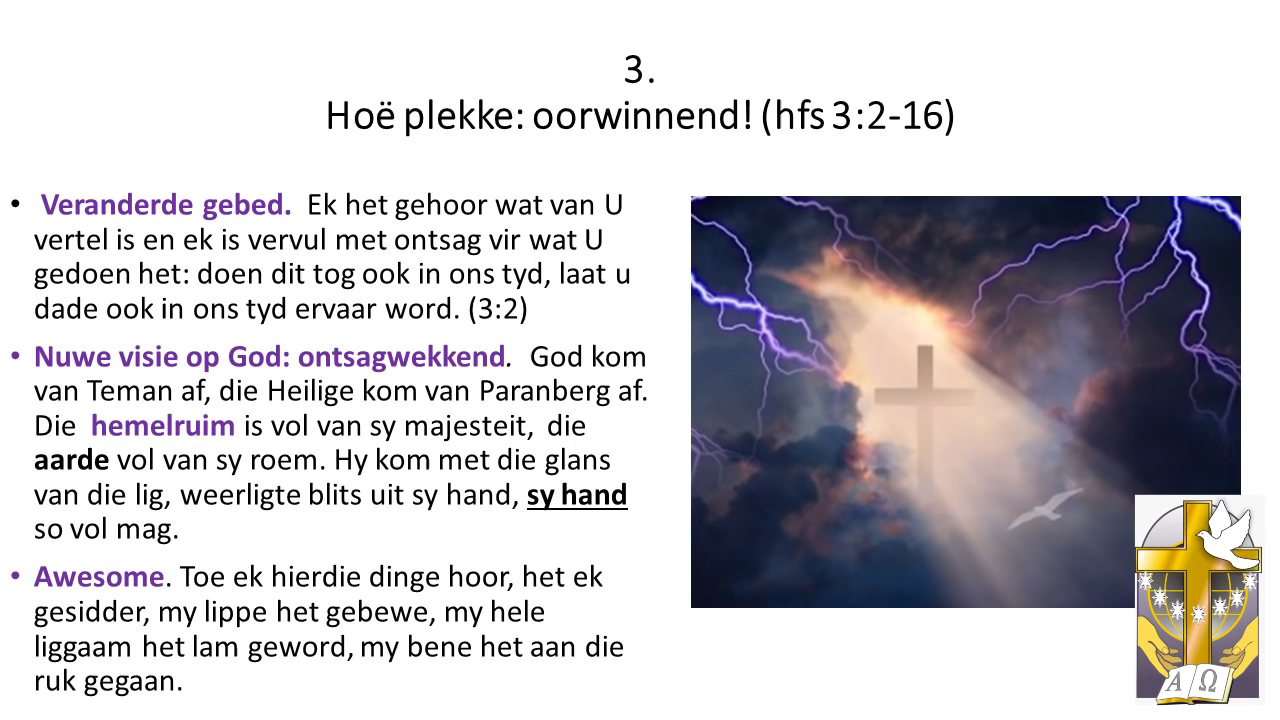 3.
Hoë plekke: oorwinnend! (hfs 3:2-16)
• Veranderde gebed. Ek het gehoor wat van U
vertel is en ek is vervul met ontsag vir wat U
gedoen het: doen dit tog ook in ons tyd, laat u
dade ook in ons tyd ervaar word. (3:2)
• Nuwe visie op God: ontsagwekkend. God kom
van Teman af, die Heilige kom van Paranberg af.
Die hemelruim is vol van sy majesteit, die
aarde vol van sy roem. Hy kom met die glans
van die lig, weerligte blits uit sy hand, sy hand
so vol mag.
• Awesome. Toe ek hierdie dinge hoor, het ek
gesidder, my lippe het gebewe, my hele
liggaam het lam geword, my bene het aan die
ruk gegaan.
Α Ω